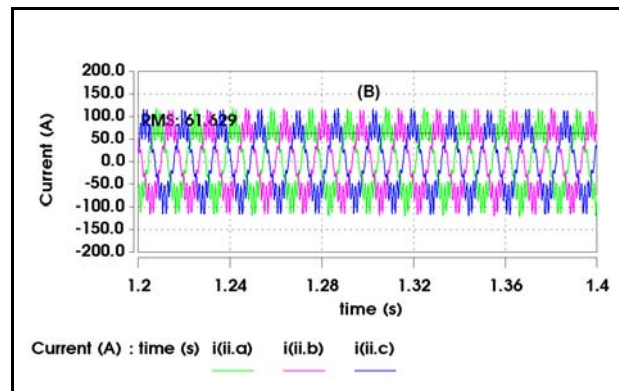 200.0
(B)
150.0
100.0
RMS: 61.629
50.0
0.0
-50.0
-100.0
-150.0
-200.0
Current (A)
1.2 1.24 1.28 1.32 1.36 1.4
time (s)
Current (A) : time (s) i(ii.a) i(ii.b) i(ii.c)